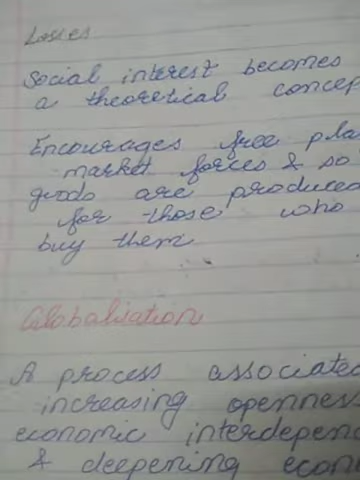 Losses
Social interest becomes
a theoretical concep
Encourages free pla
market forces & so
goods are produced
for those who
buy them
Globalisation
A process associated
increasing openness
economic interdepen
& deepening econ